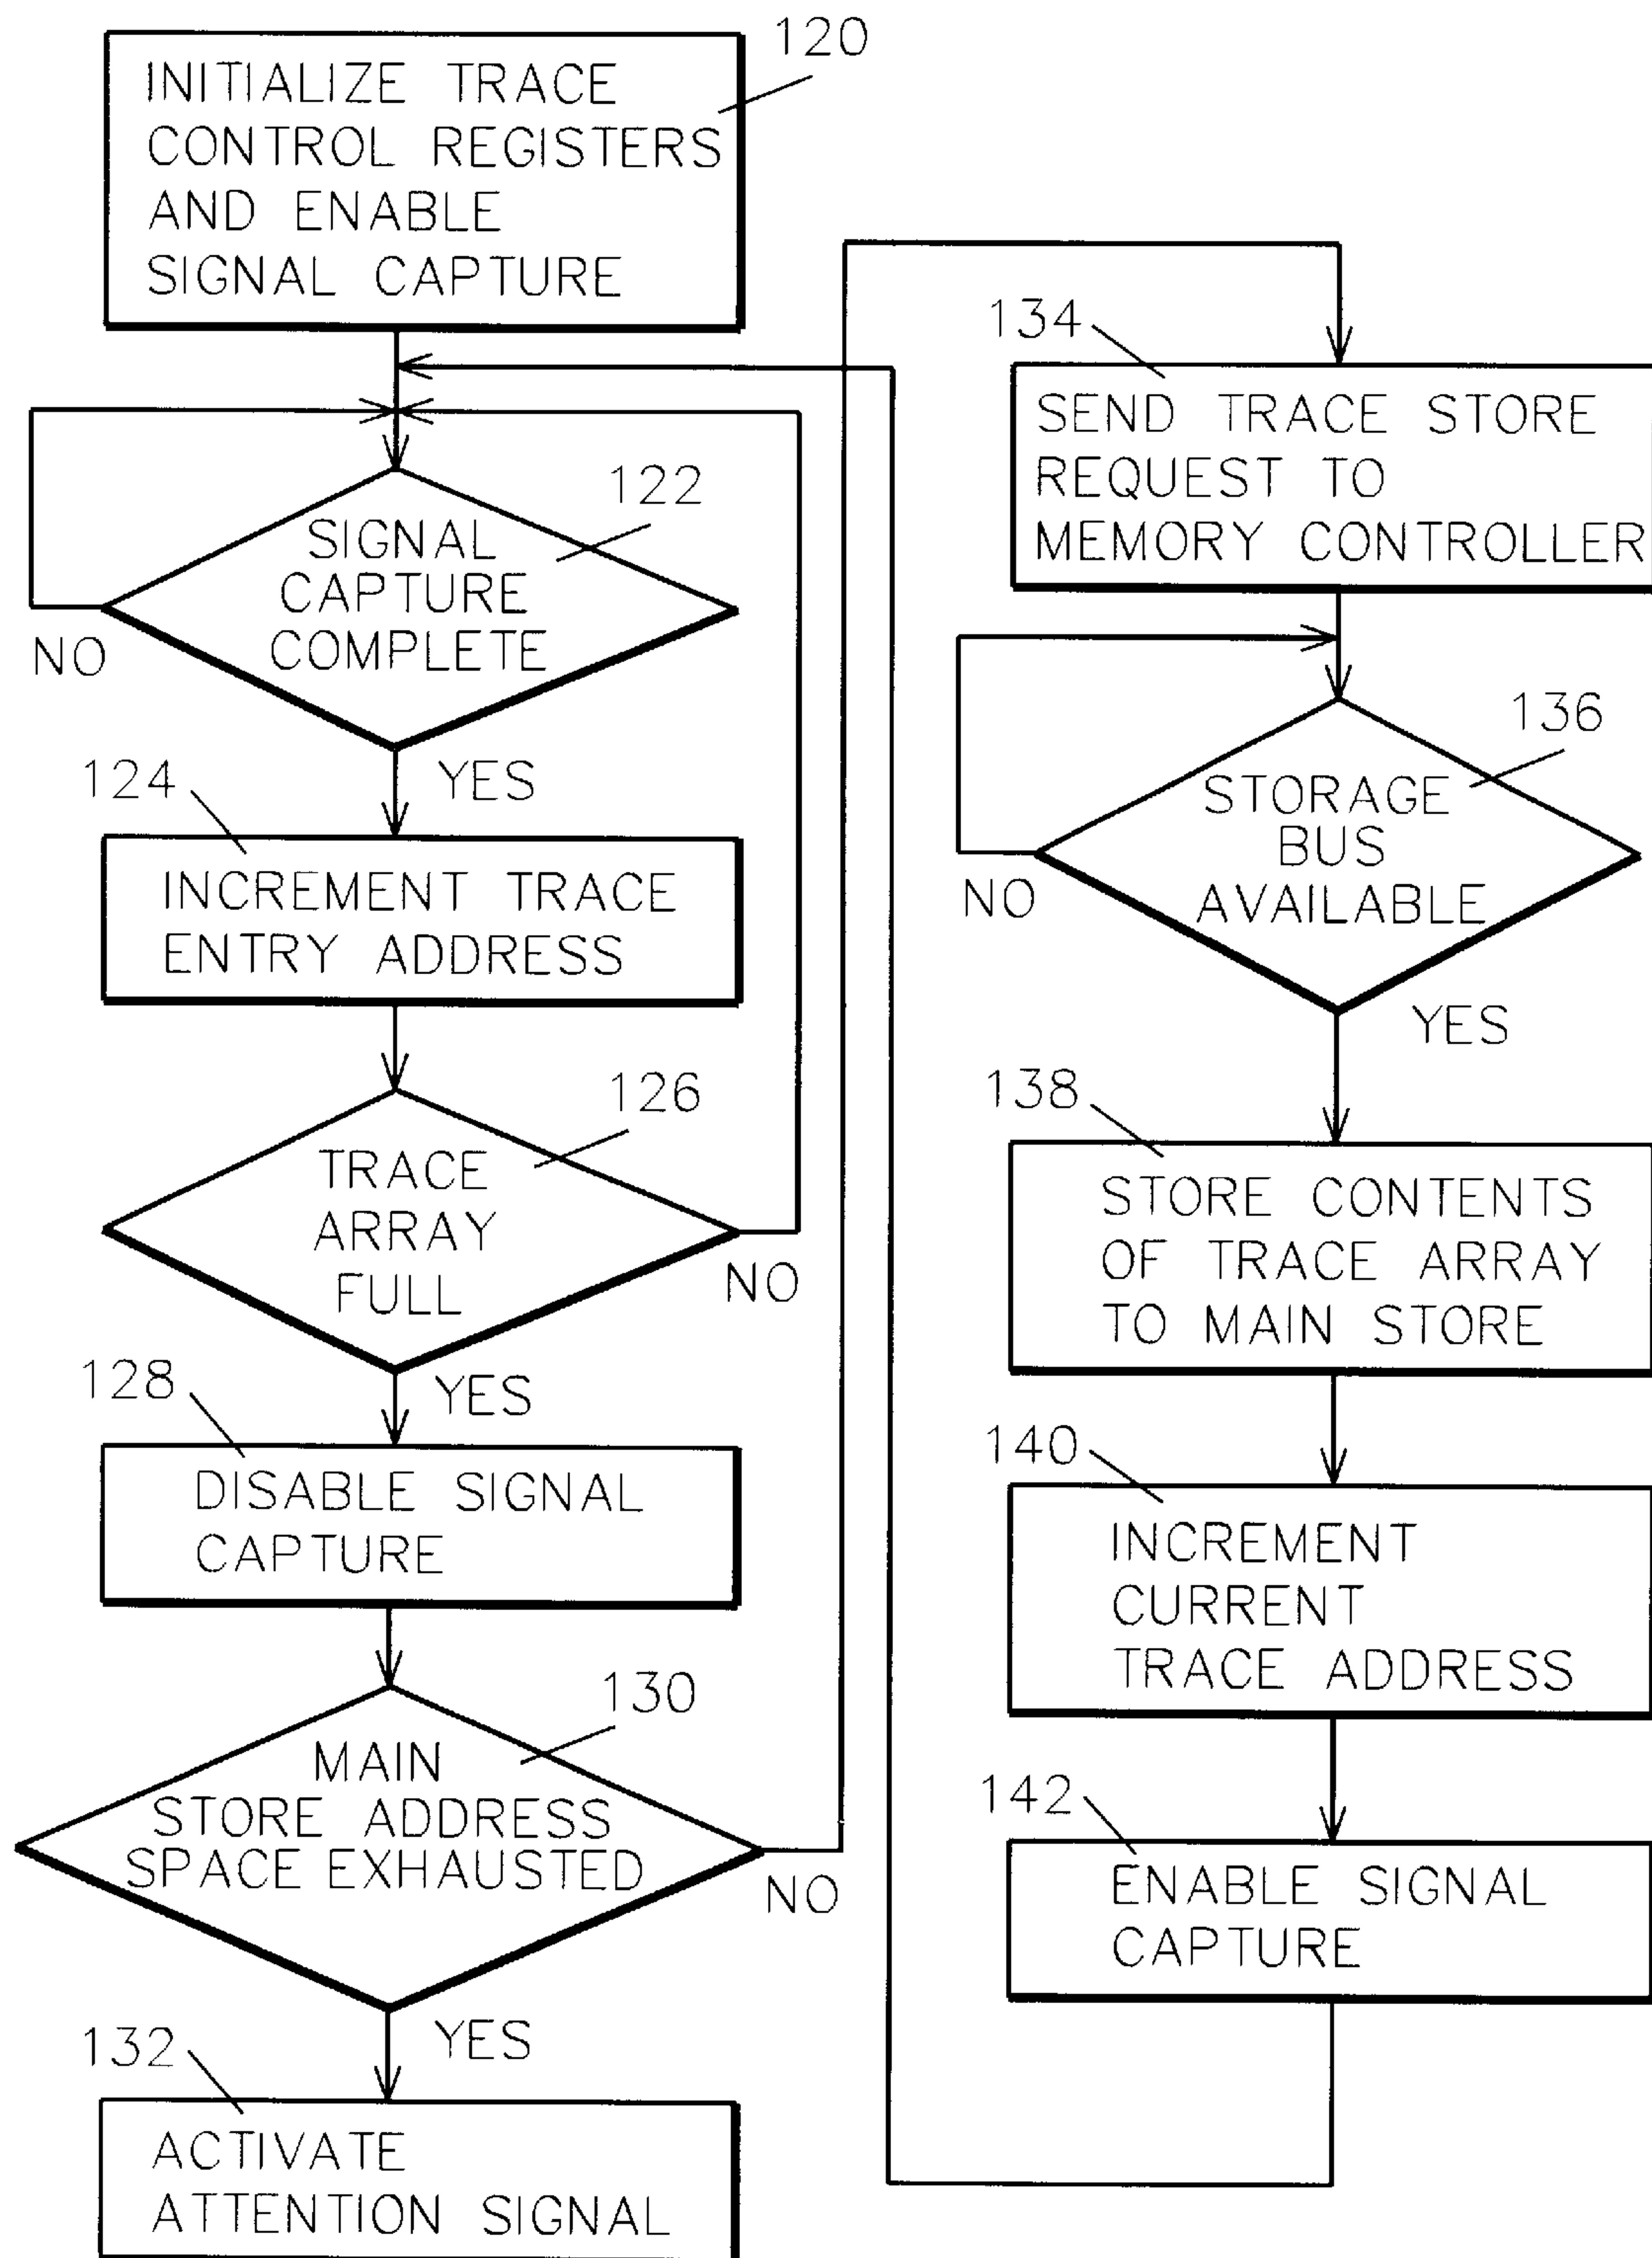 120
INITIALIZE TRACE
CONTROL REGISTERS
AND ENABLE
SIGNAL CAPTURE
122
SIGNAL
CAPTURE
COMPLETE
NO
YES
124
INCREMENT TRACE
ENTRY ADDRESS
126
TRACE
ARRAY
FULL
NO
YES
128
DISABLE SIGNAL
CAPTURE
130
MAIN
STORE ADDRESS
SPACE EXHAUSTED
NO
YES
132
ACTIVATE
ATTENTION SIGNAL
134
SEND TRACE STORE
REQUEST TO
MEMORY CONTROLLER
136
STORAGE
BUS
AVAILABLE
NO
YES
138
STORE CONTENTS
OF TRACE ARRAY
TO MAIN STORE
140
INCREMENT
CURRENT
TRACE ADDRESS
142
ENABLE SIGNAL
CAPTURE